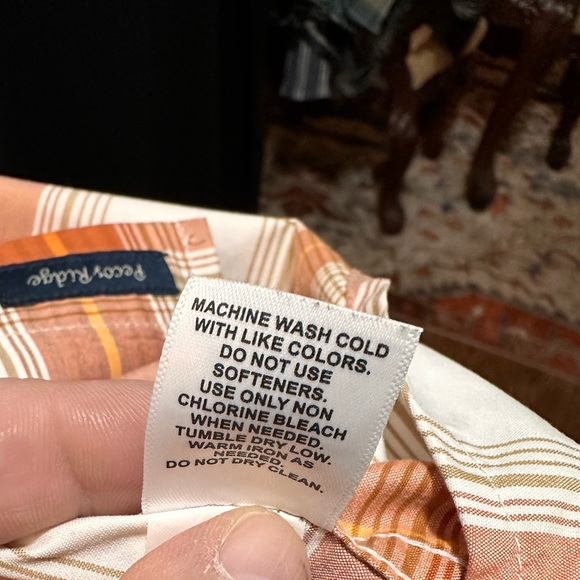 Pecos Ridge
MACHINE WASH COLD
WITH LIKE COLORS.
DO NOT USE
SOFTENERS.
USE ONLY NON
CHLORINE BLEACH
WHEN NEEDED.
TUMBLE DRY LOW.
WARM IRON AS
NEEDED.
DO NOT DRY CLEAN.